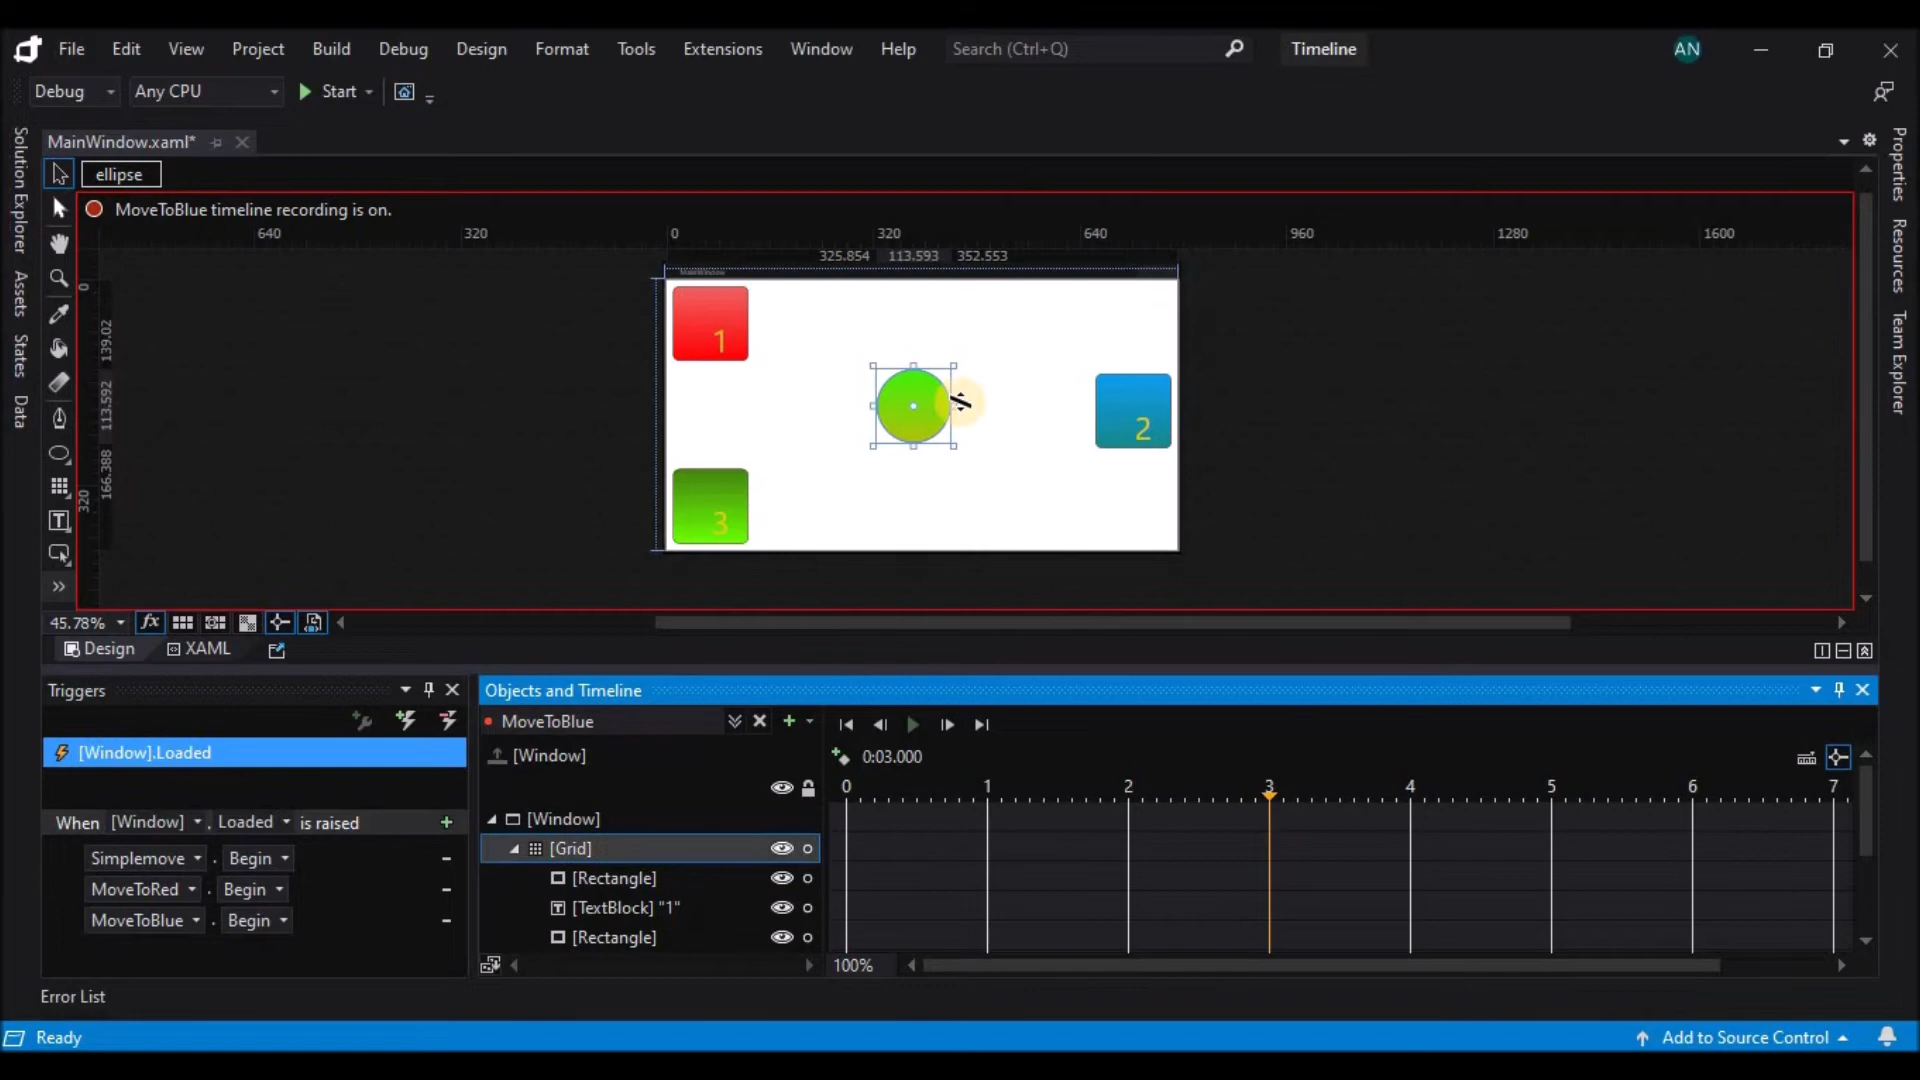 File Edit View Project Build Debug Design Format Tools Extensions Window Help Search (Ctrl+Q) Timeline AN
Debug Any CPU Start
MainWindow.xaml*
ellipse
MoveToBlue timeline recording is on.
640 320 0 320 640 960 1280 1600
325.854 113.593 352.553
MainWindow
0
139.02
113.592
166.388
320
1
2
3
Solution Explorer
Assets
States
Data
Properties
Resources
Team Explorer
45.78% fx
Design XAML
Triggers
[Window].Loaded
When [Window] . Loaded is raised
Simplemove . Begin
MoveToRed . Begin
MoveToBlue . Begin
Objects and Timeline
MoveToBlue
[Window]
0:03.000
0 1 2 3 4 5 6 7
[Window]
[Grid]
[Rectangle]
[TextBlock] "1"
[Rectangle]
100%
Error List
Ready
Add to Source Control